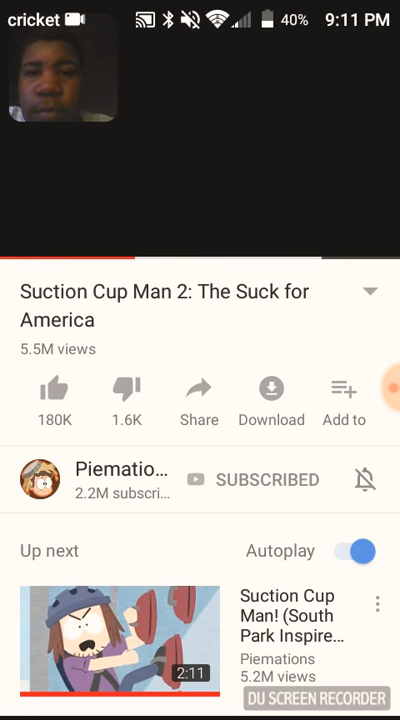 cricket 40% 9:11 PM
Suction Cup Man 2: The Suck for
America
5.5M views
180K 1.6K Share Download Add to
Piematio...
SUBSCRIBED
2.2M subscri...
Up next Autoplay
Suction Cup
Man! (South
Park Inspire...
2:11
Piemations
5.2M views
DU SCREEN RECORDER